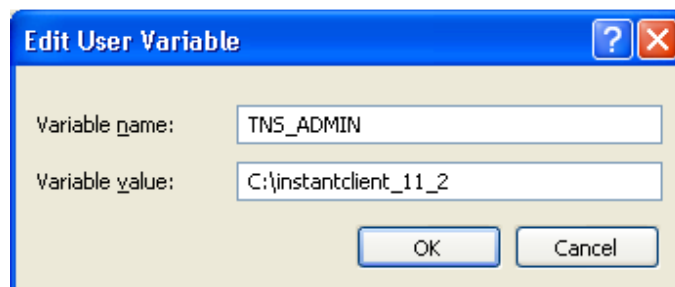 Edit User Variable
Variable name: TNS_ADMIN
Variable value: C:\instantclient_11_2
OK Cancel